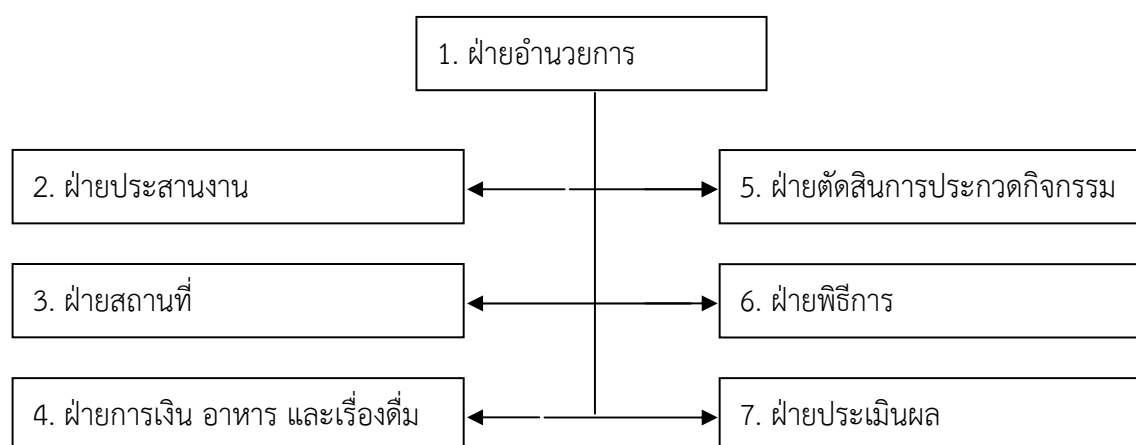 1. ฝ่ายอำนวยการ
2. ฝ่ายประสานงาน
3. ฝ่ายสถานที่
4. ฝ่ายการเงิน อาหาร และเรื่องดื่ม
5. ฝ่ายตัดสินการประกวดกิจกรรม
6. ฝ่ายพิธีการ
7. ฝ่ายประเมินผล